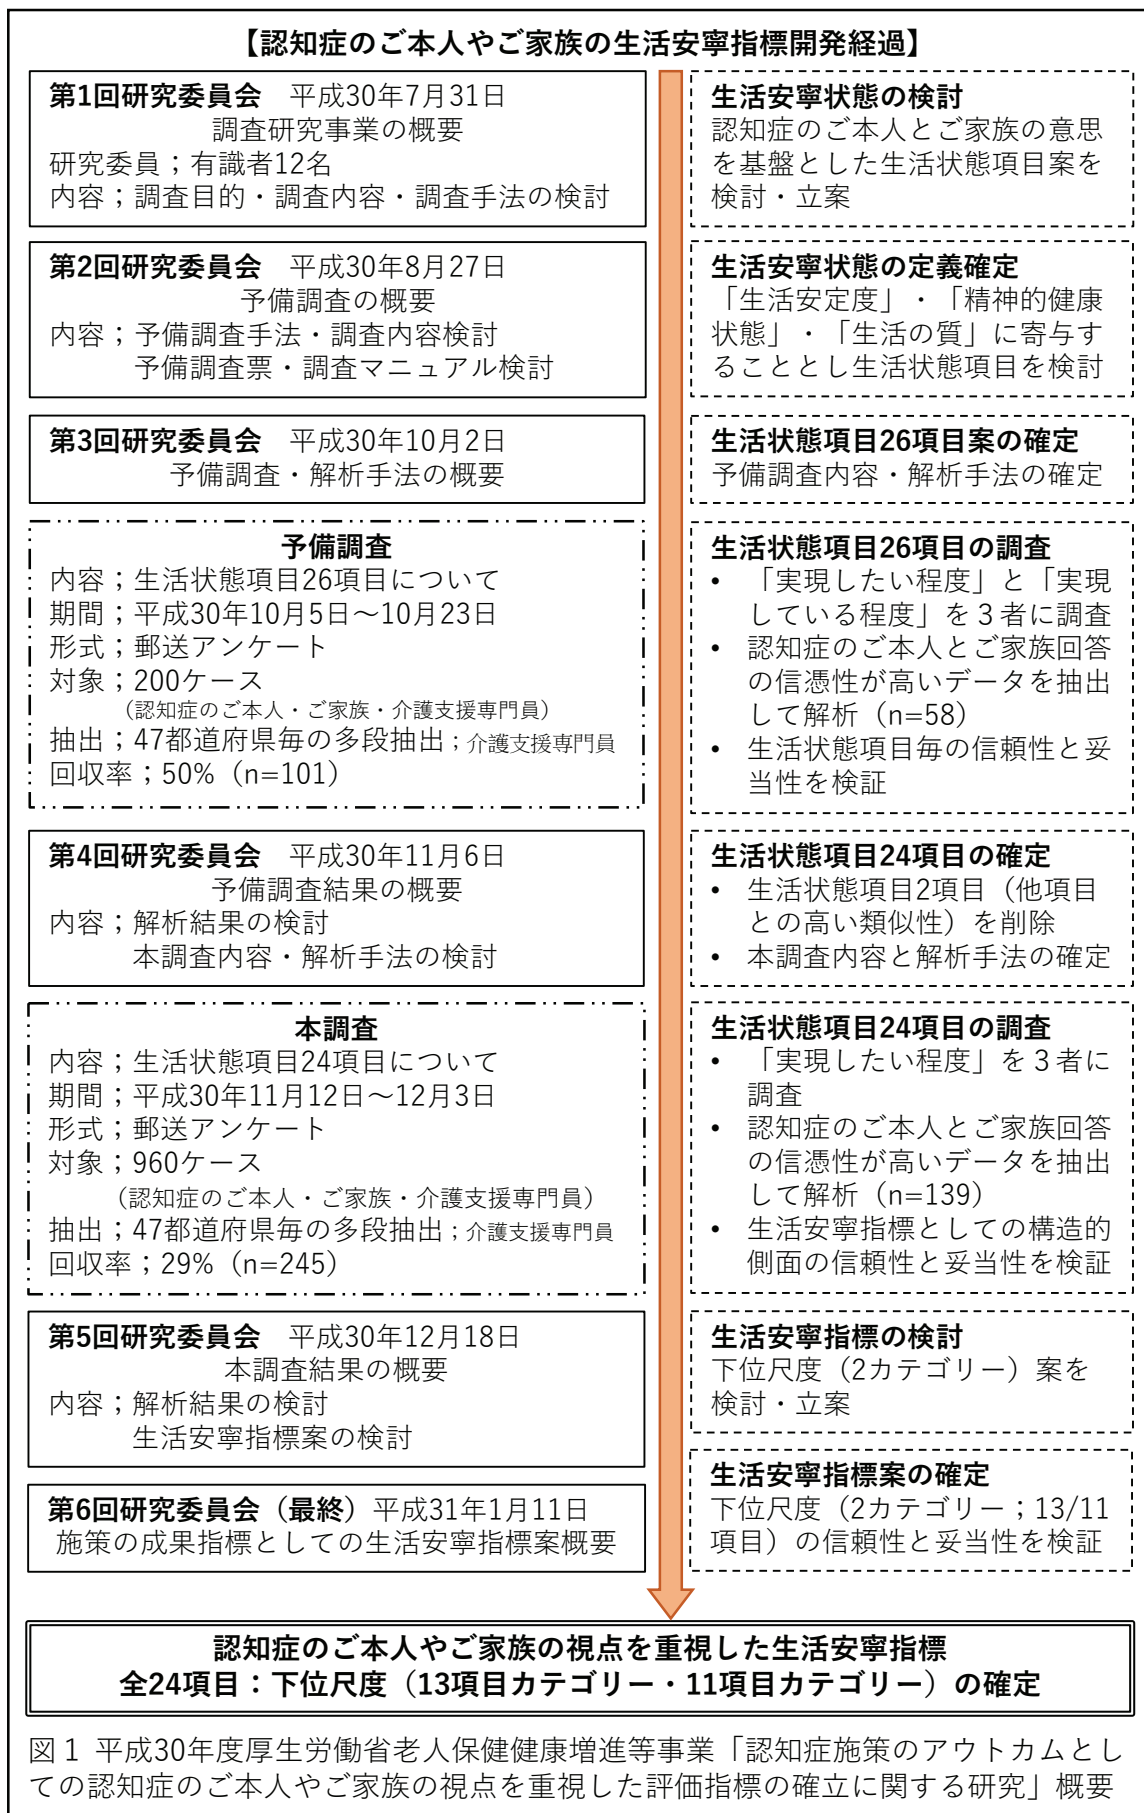 【認知症のご本人やご家族の生活安寧指標開発経過】
第1回研究委員会　平成30年7月31日
調査研究事業の概要
研究委員；有識者12名
内容；調査目的・調査内容・調査手法の検討
生活安寧状態の検討
認知症のご本人とご家族の意思
を基盤とした生活状態項目案を
検討・立案
第2回研究委員会　平成30年8月27日
予備調査の概要
内容；予備調査手法・調査内容検討
予備調査票・調査マニュアル検討
生活安寧状態の定義確定
「生活安定度」・「精神的健康
状態」・「生活の質」に寄与す
ることとし生活状態項目を検討
第3回研究委員会　平成30年10月2日
予備調査・解析手法の概要
生活状態項目26項目案の確定
予備調査内容・解析手法の確定
予備調査
内容；生活状態項目26項目について
期間；平成30年10月5日～10月23日
形式；郵送アンケート
対象；200ケース
（認知症のご本人・ご家族・介護支援専門員）
抽出；47都道府県毎の多段抽出；介護支援専門員
回収率；50%（n=101）
生活状態項目26項目の調査
• 「実現したい程度」と「実現
している程度」を３者に調査
• 認知症のご本人とご家族回答
の信憑性が高いデータを抽出
して解析（n=58）
• 生活状態項目毎の信頼性と妥
当性を検証
第4回研究委員会　平成30年11月6日
予備調査結果の概要
内容；解析結果の検討
本調査内容・解析手法の検討
生活状態項目24項目の確定
• 生活状態項目2項目（他項目
との高い類似性）を削除
• 本調査内容と解析手法の確定
本調査
内容；生活状態項目24項目について
期間；平成30年11月12日～12月3日
形式；郵送アンケート
対象；960ケース
（認知症のご本人・ご家族・介護支援専門員）
抽出；47都道府県毎の多段抽出；介護支援専門員
回収率；29%（n=245）
生活状態項目24項目の調査
• 「実現したい程度」を３者に
調査
• 認知症のご本人とご家族回答
の信憑性が高いデータを抽出
して解析（n=139）
• 生活安寧指標としての構造的
側面の信頼性と妥当性を検証
第5回研究委員会　平成30年12月18日
本調査結果の概要
内容；解析結果の検討
生活安寧指標案の検討
生活安寧指標の検討
下位尺度（2カテゴリー）案を
検討・立案
第6回研究委員会（最終）平成31年1月11日
施策の成果指標としての生活安寧指標案概要
生活安寧指標案の確定
下位尺度（2カテゴリー；13/11
項目）の信頼性と妥当性を検証
認知症のご本人やご家族の視点を重視した生活安寧指標
全24項目：下位尺度（13項目カテゴリー・11項目カテゴリー）の確定
図１ 平成30年度厚生労働省老人保健健康増進等事業「認知症施策のアウトカムとし
ての認知症のご本人やご家族の視点を重視した評価指標の確立に関する研究」概要